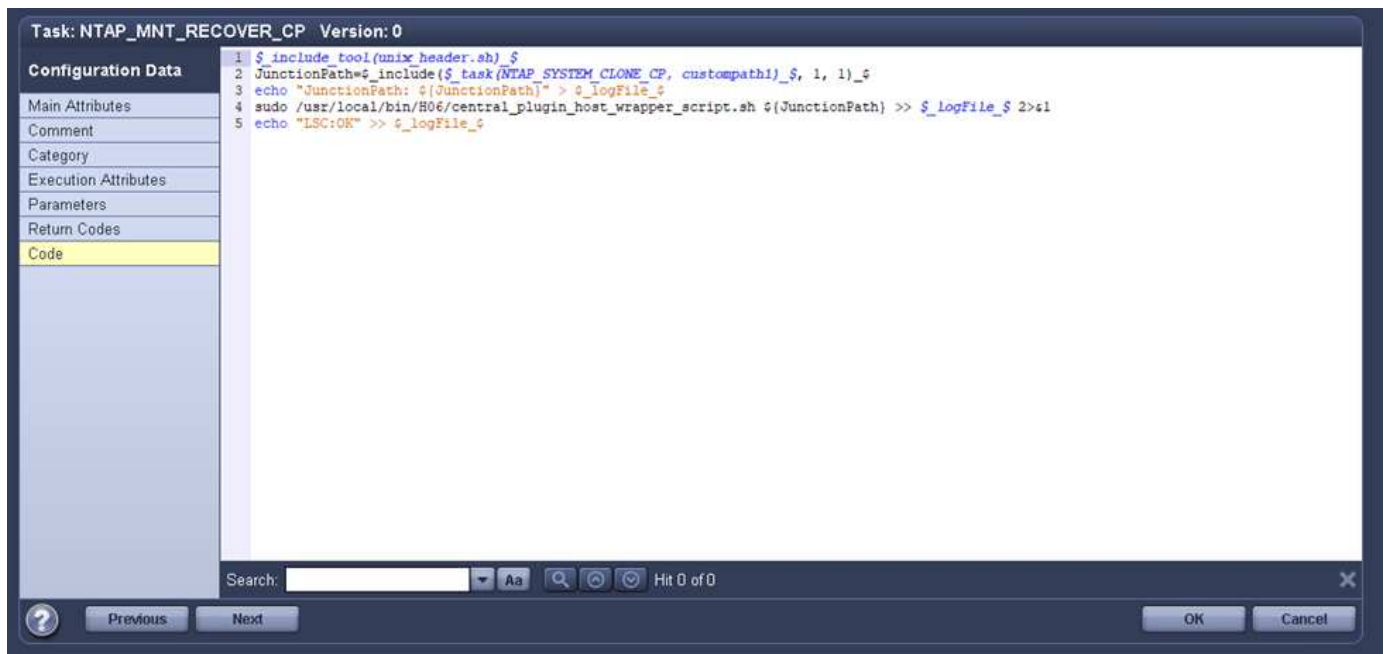 Task: NTAP_MNT_RECOVER_CP Version: 0
Configuration Data
Main Attributes
Comment
Category
Execution Attributes
Parameters
Return Codes
Code
1 $_include_tool(unix_header.sh)_$
2 JunctionPath=$_include($_task(NTAP_SYSTEM_CLONE_CP, custompath1)_$, 1, 1)_$
3 echo "JunctionPath: ${JunctionPath}" > $_logFile_$
4 sudo /usr/local/bin/H06/central_plugin_host_wrapper_script.sh ${JunctionPath} >> $_logFile_$ 2>&1
5 echo "LSC:OK" >> $_logFile_$
Search: Aa Hit 0 of 0
? Previous Next OK Cancel